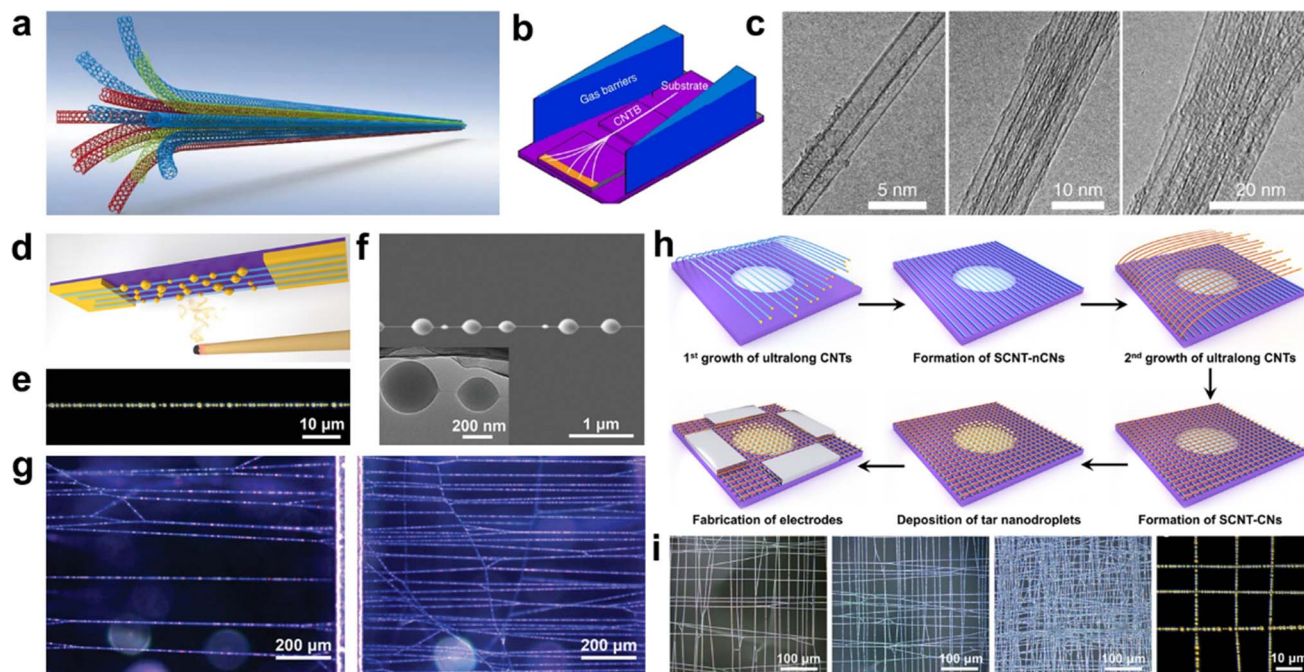 a
b
Gas barriers
Substrate
CNTB
c
5 nm
10 nm
20 nm
d
e
10 µm
f
200 nm
1 µm
g
200 µm
200 µm
h
1st growth of ultralong CNTs
Formation of SCNT-nCNs
2nd growth of ultralong CNTs
Fabrication of electrodes
Deposition of tar nanodroplets
Formation of SCNT-CNs
i
100 µm
100 µm
100 µm
10 µm